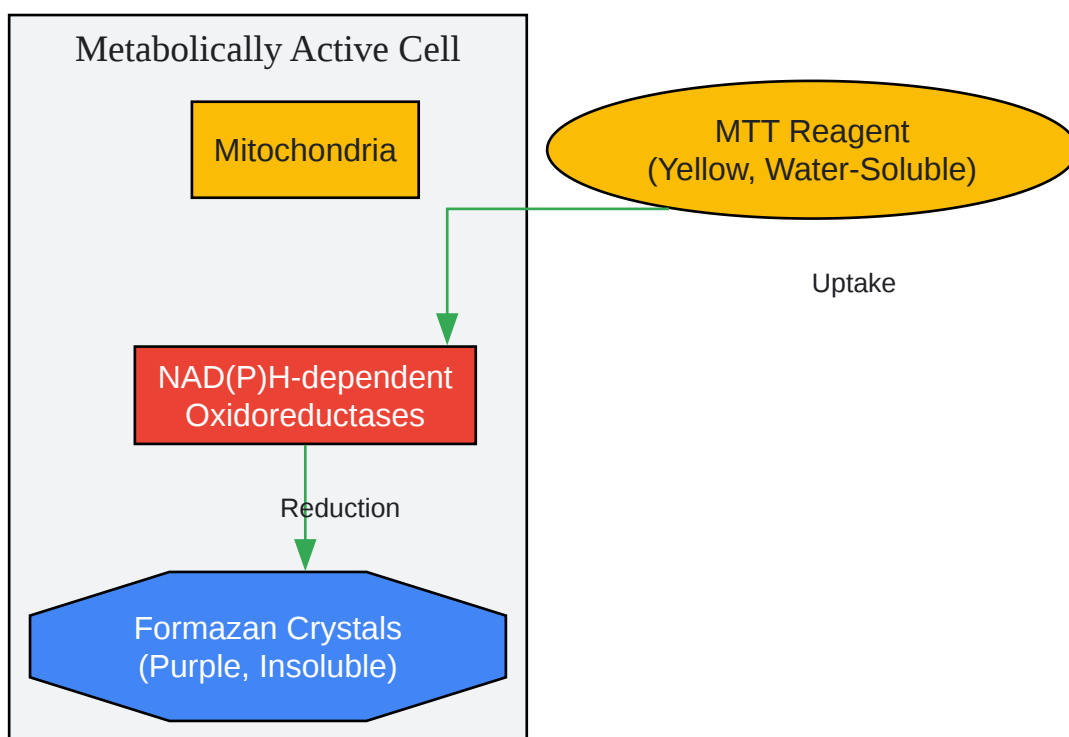 Metabolically Active Cell
Mitochondria
MTT Reagent
(Yellow, Water-Soluble)
Uptake
NAD(P)H-dependent
Oxidoreductases
Reduction
Formazan Crystals
(Purple, Insoluble)